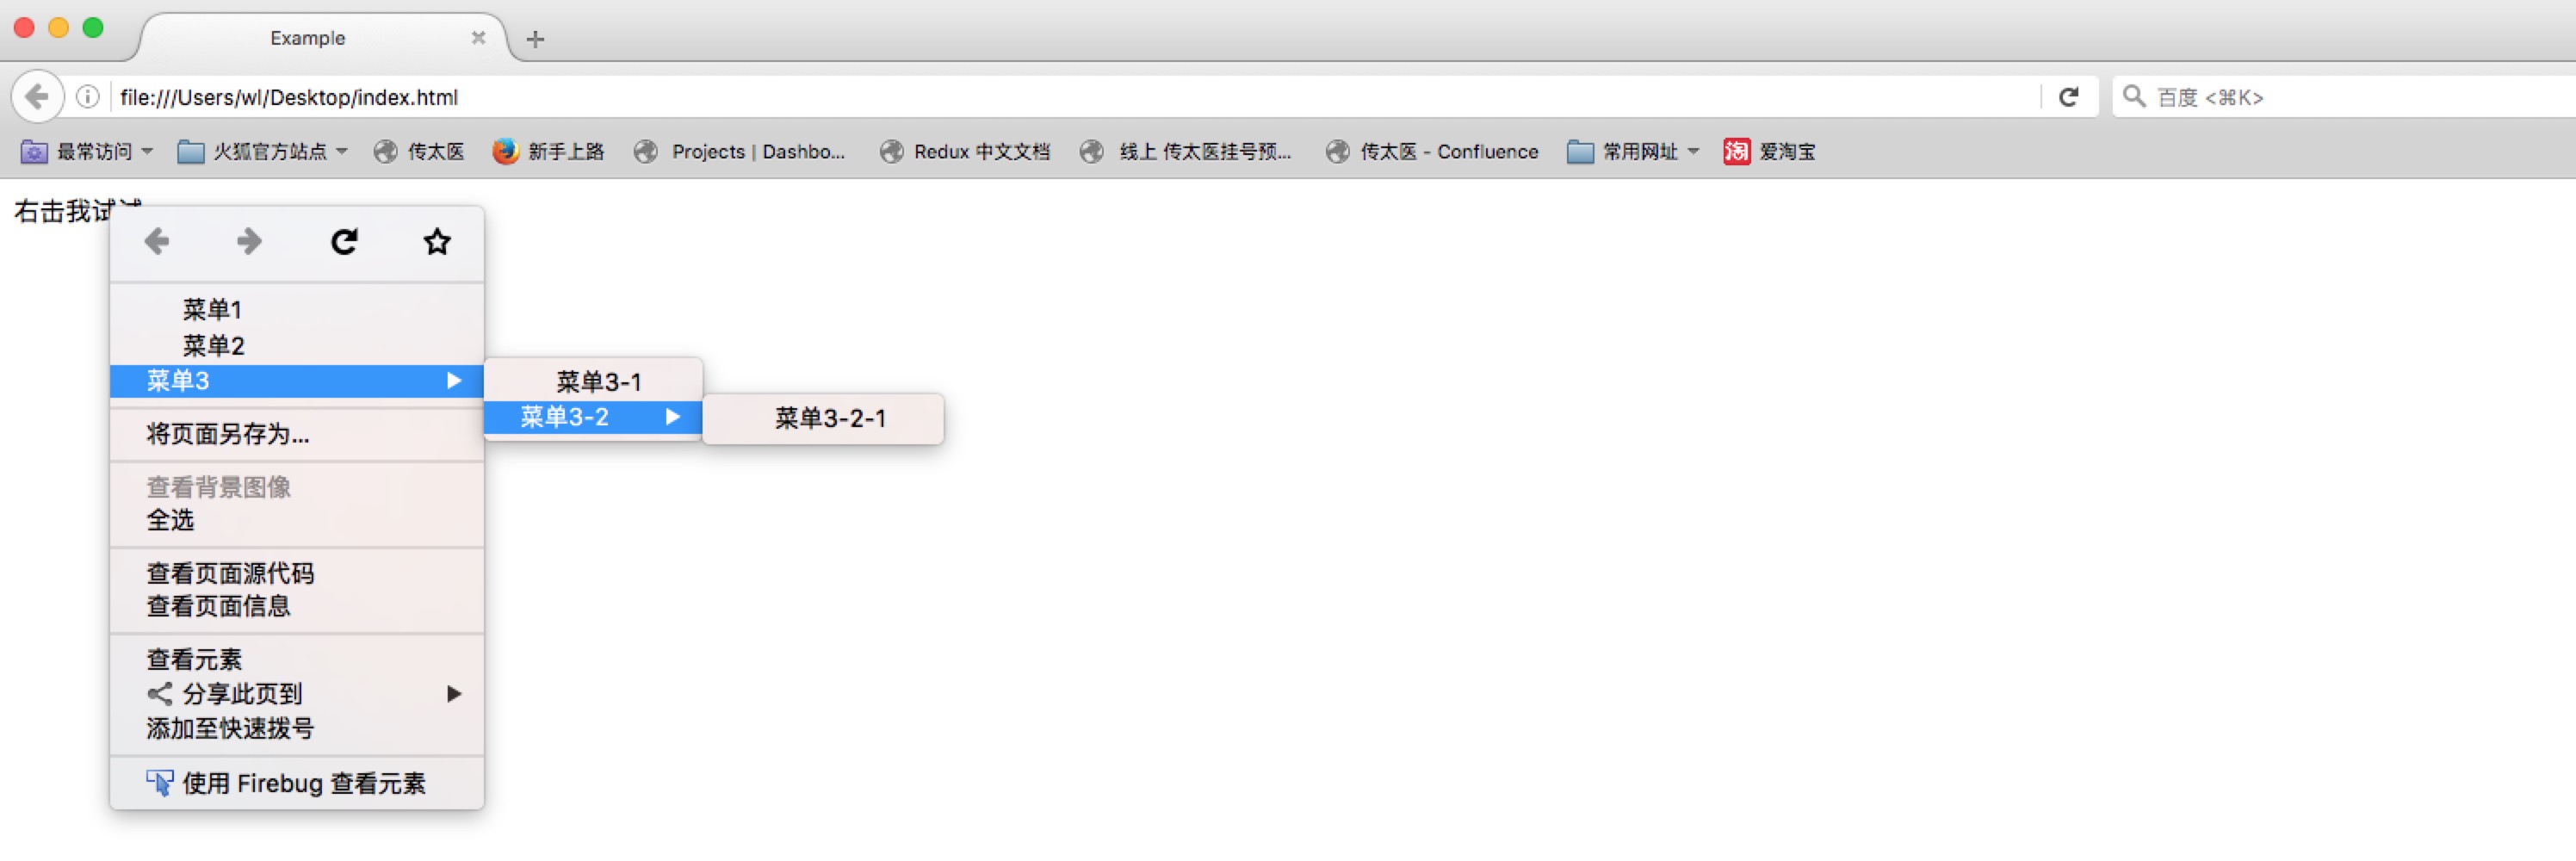 Example
file:///Users/wl/Desktop/index.html
百度 <⌘K>
最常访问 火狐官方站点 传太医 新手上路 Projects | Dashbo... Redux 中文文档 线上 传太医挂号预... 传太医 - Confluence 常用网址 淘 爱淘宝
右击我试试
菜单1
菜单2
菜单3
菜单3-1
菜单3-2
菜单3-2-1
将页面另存为...
查看背景图像
全选
查看页面源代码
查看页面信息
查看元素
分享此页到
添加至快速拨号
使用 Firebug 查看元素